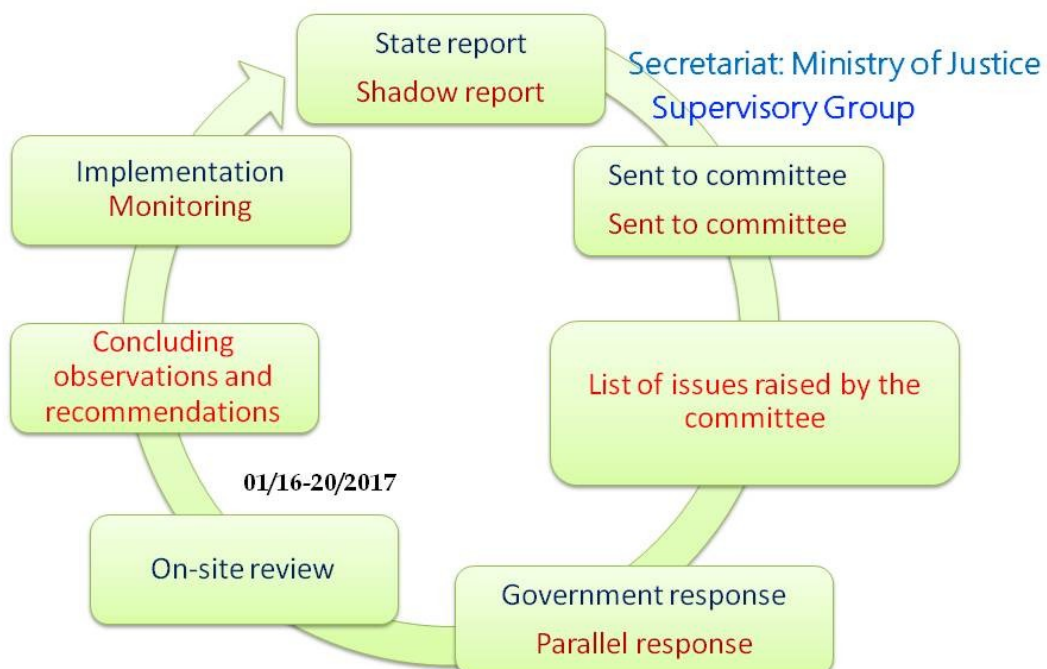 State report
Shadow report
Secretariat: Ministry of Justice
Supervisory Group
Sent to committee
Sent to committee
List of issues raised by the
committee
Government response
Parallel response
On-site review
01/16-20/2017
Concluding
observations and
recommendations
Implementation
Monitoring